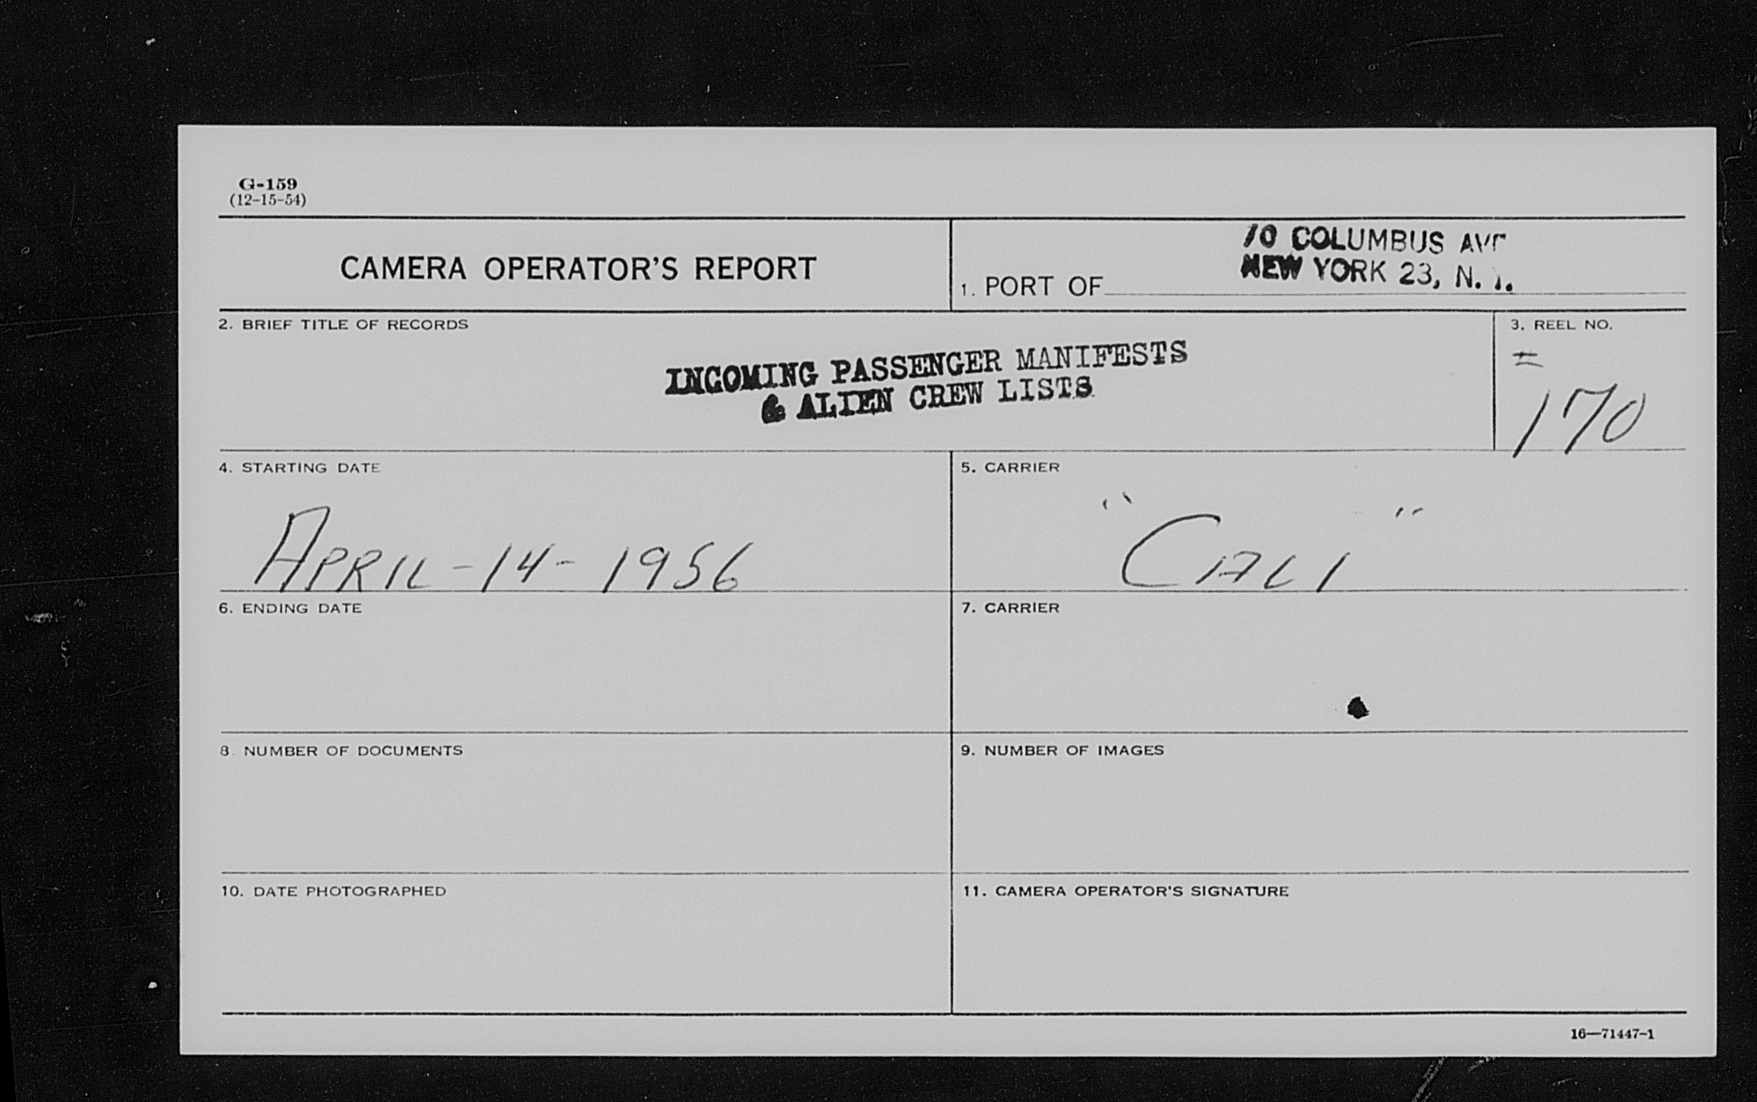 G-159
(12-15-54)
CAMERA OPERATOR'S REPORT
1. PORT OF
70 COLUMBUS AVE
NEW YORK 23, N. Y.
2. BRIEF TITLE OF RECORDS
INCOMING PASSENGER MANIFESTS
& ALIEN CREW LISTS
3. REEL NO.
=
170
4. STARTING DATE
APRIL-14-1956
5. CARRIER
"CALI"
6. ENDING DATE
7. CARRIER
8. NUMBER OF DOCUMENTS
9. NUMBER OF IMAGES
10. DATE PHOTOGRAPHED
11. CAMERA OPERATOR'S SIGNATURE
16—71447-1